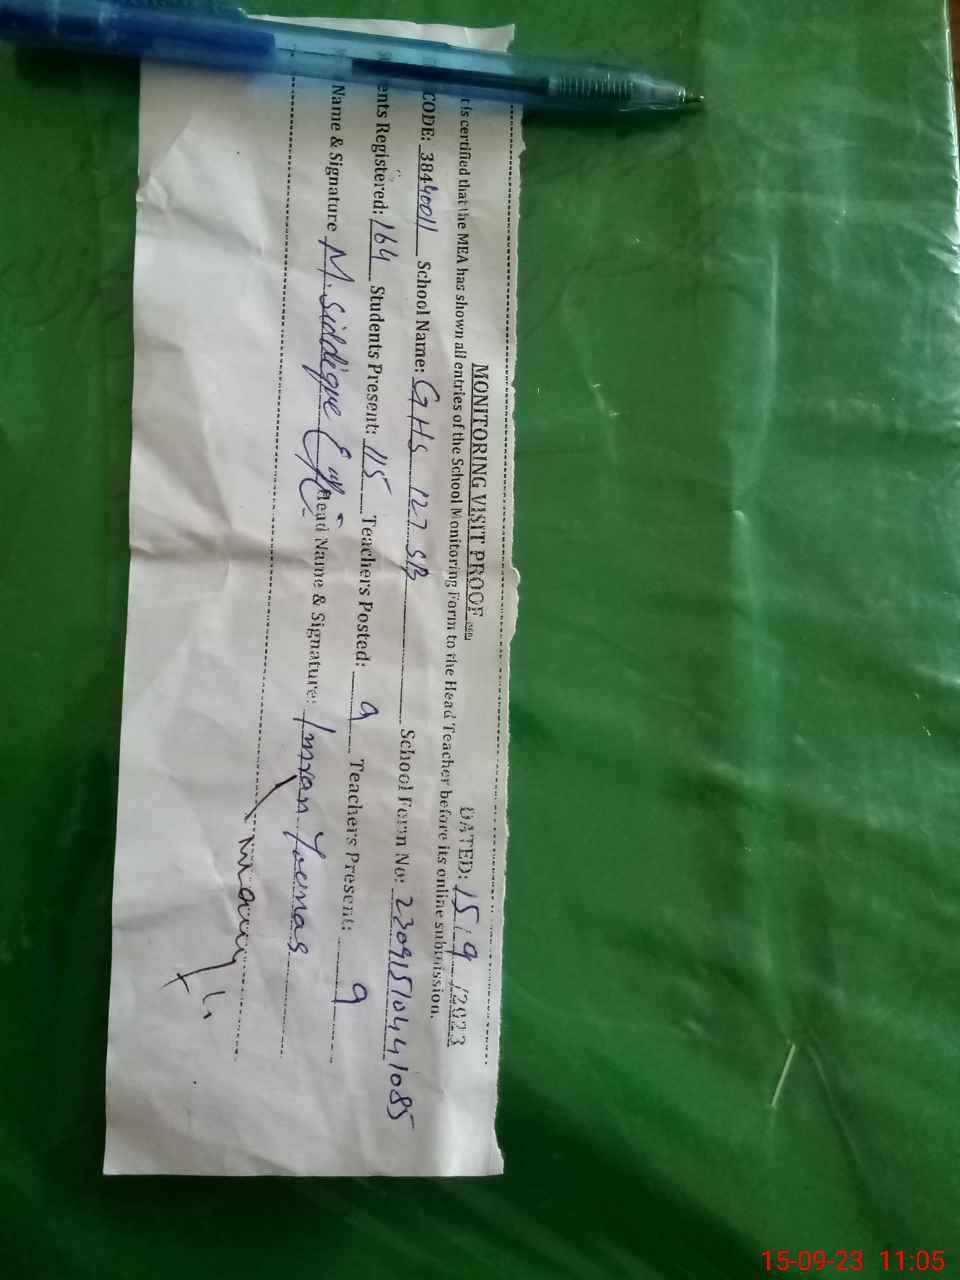 MONITORING VISIT PROOF
DATED: 15/9/2023
t is certified that the MEA has shown all entries of the School Monitoring Form to the Head Teacher before its online submission.
CODE: 38440011 School Name: GHS 127 SB School Form No: 23091510441085
ents Registered: 164 Students Present: 115 Teachers Posted: 9 Teachers Present: 9
Name & Signature M. Siddique Head Name & Signature: Imran Younas
15-09-23 11:05